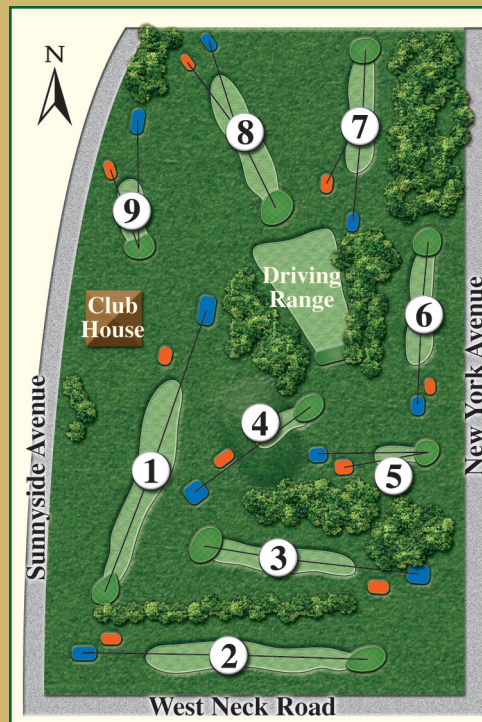 N
8
7
9
Driving
Range
Club
House
6
4
1
5
3
2
Sunnyside Avenue
New York Avenue
West Neck Road